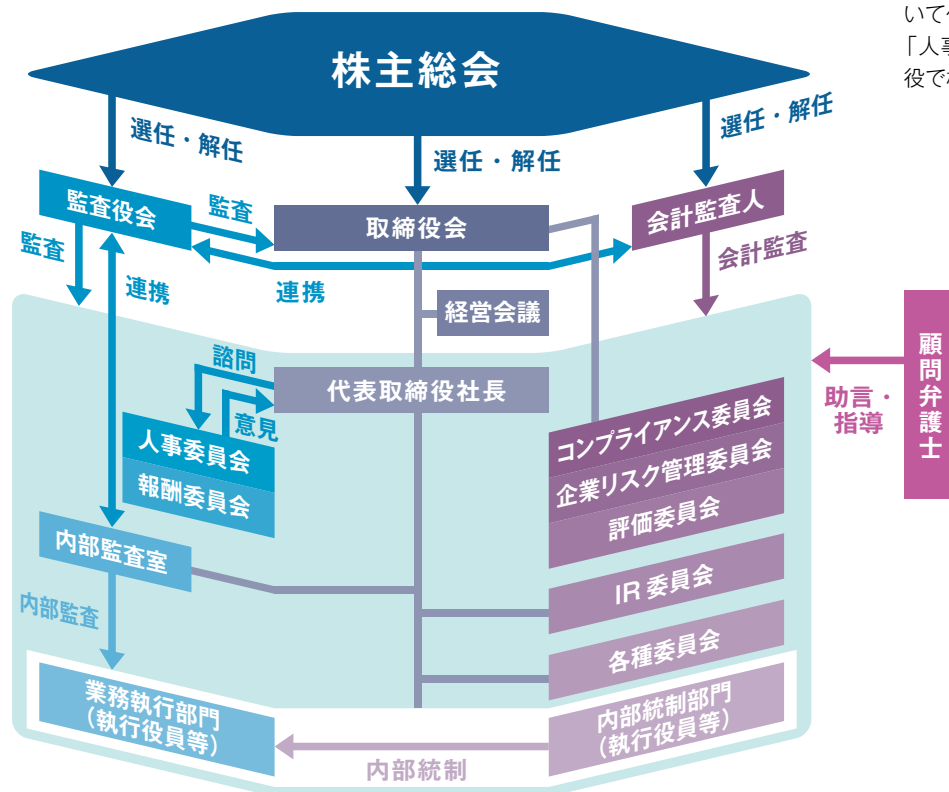 いて
「人事
役で
株主総会
選任・解任
選任・解任
選任・解任
監査役会
監査
取締役会
会計監査人
監査
連携
連携
会計監査
経営会議
諮問
代表取締役社長
意見
人事委員会
報酬委員会
コンプライアンス委員会
企業リスク管理委員会
評価委員会
顧問弁護士
助言・
指導
内部監査室
IR 委員会
内部監査
各種委員会
業務執行部門
（執行役員等）
内部統制部門
（執行役員等）
内部統制